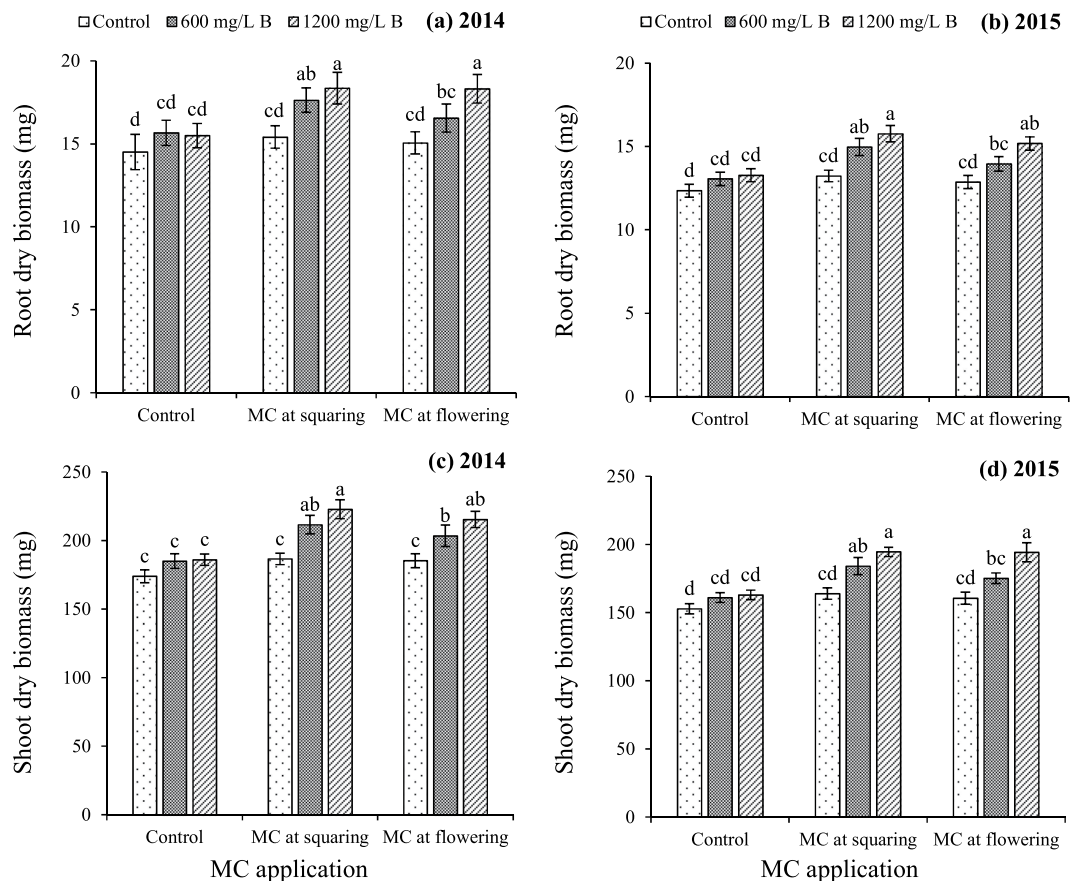 Control 600 mg/L B 1200 mg/L B (a) 2014
Root dry biomass (mg)
20
15
10
5
0
d cd cd cd ab a cd bc a
Control MC at squaring MC at flowering
Control 600 mg/L B 1200 mg/L B (b) 2015
Root dry biomass (mg)
20
15
10
5
0
d cd cd cd ab a cd bc ab
Control MC at squaring MC at flowering
(c) 2014
Shoot dry biomass (mg)
250
200
150
100
50
0
c c c c ab a c b ab
Control MC at squaring MC at flowering
MC application
(d) 2015
Shoot dry biomass (mg)
250
200
150
100
50
0
d cd cd cd ab a cd bc a
Control MC at squaring MC at flowering
MC application